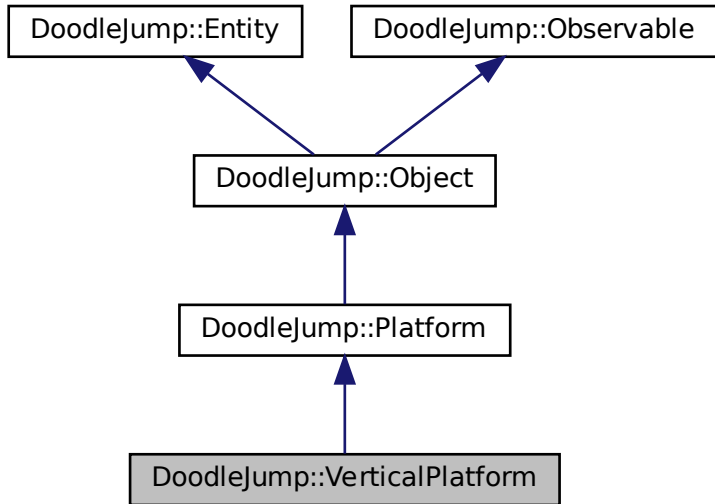 DoodleJump::Entity
DoodleJump::Observable
DoodleJump::Object
DoodleJump::Platform
DoodleJump::VerticalPlatform